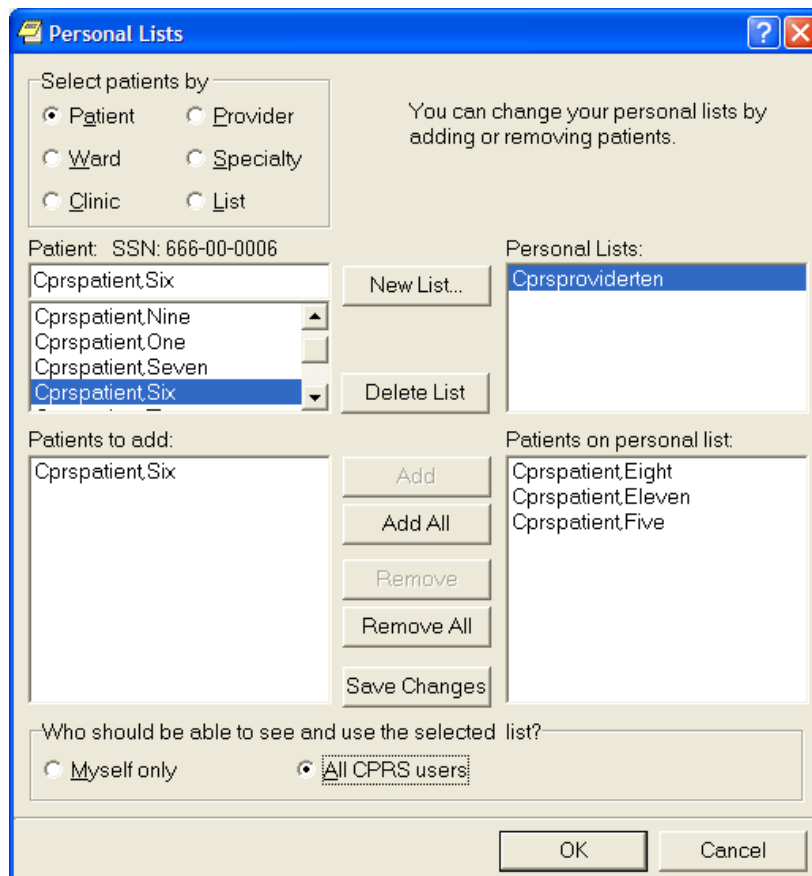 Personal Lists
Select patients by
Patient
Provider
Ward
Specialty
Clinic
List
You can change your personal lists by
adding or removing patients.
Patient: SSN: 666-00-0006
Cprspatient,Six
Cprspatient,Nine
Cprspatient,One
Cprspatient,Seven
Cprspatient,Six
New List...
Delete List
Personal Lists:
Cprsproviderten
Patients to add:
Cprspatient,Six
Add
Add All
Remove
Remove All
Save Changes
Patients on personal list:
Cprspatient,Eight
Cprspatient,Eleven
Cprspatient,Five
Who should be able to see and use the selected list?
Myself only
All CPRS users
OK
Cancel